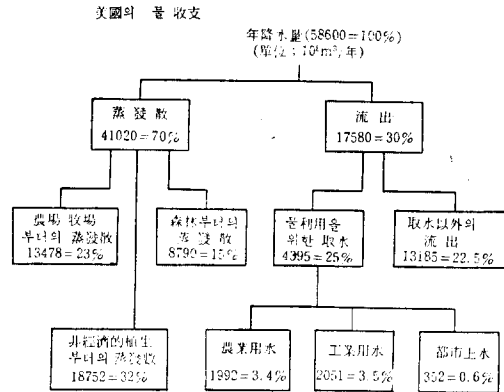 美國의 물 收支
年降水量(58600=100%)
(單位：10⁸m³/年)
蒸發散
41020=70%
流出
17580=30%
農場牧場
부터의 蒸發散
13478=23%
森林부터의
蒸發散
8790=15%
물利用을
위한 取水
4395=25%
取水以外의
流出
13185=22.5%
非經濟的植生
부터의 蒸發散
18752=32%
農業用水
1992=3.4%
工業用水
2051=3.5%
都市上水
352=0.6%